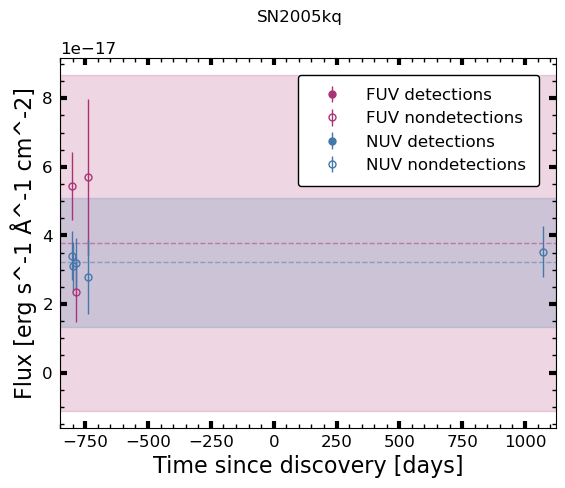 SN2005kq
1e−17
FUV detections
FUV nondetections
NUV detections
NUV nondetections
8
6
4
2
0
Flux [erg s^-1 Å^-1 cm^-2]
−750 −500 −250 0 250 500 750 1000
Time since discovery [days]